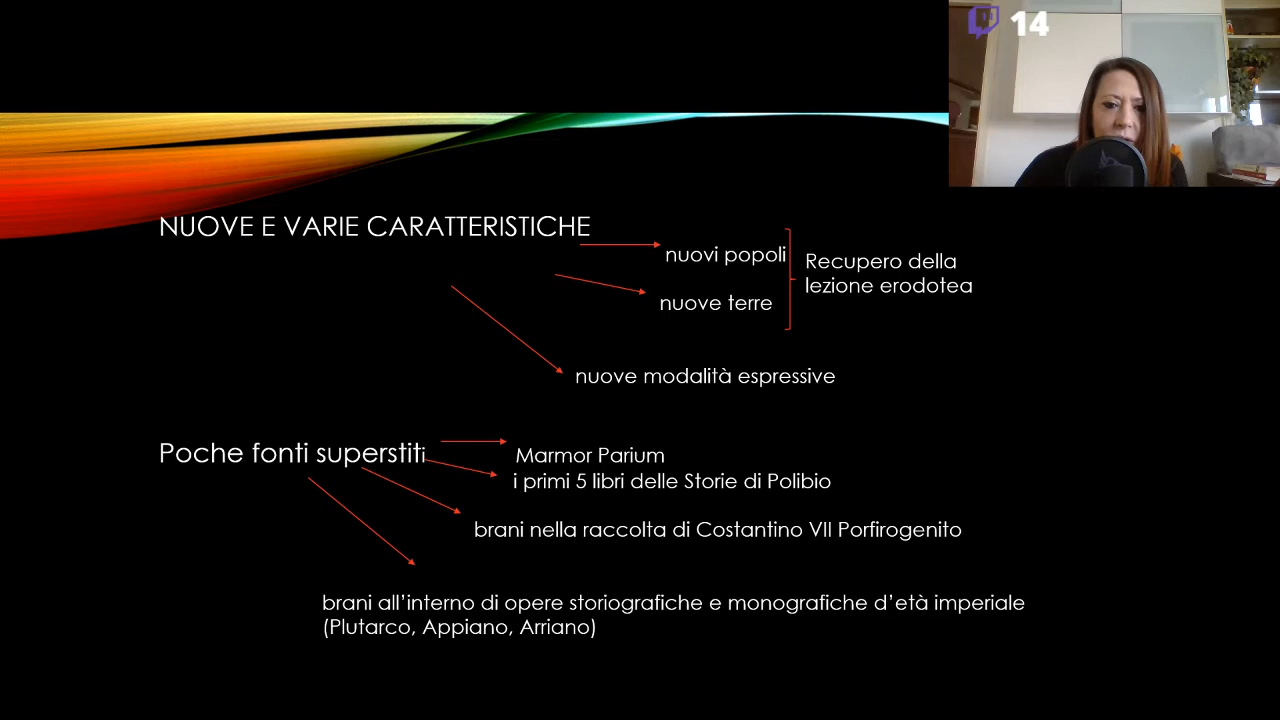 14
NUOVE E VARIE CARATTERISTICHE
nuovi popoli
nuove terre
Recupero della
lezione erodotea
nuove modalità espressive
Poche fonti superstiti
Marmor Parium
i primi 5 libri delle Storie di Polibio
brani nella raccolta di Costantino VII Porfirogenito
brani all’interno di opere storiografiche e monografiche d’età imperiale
(Plutarco, Appiano, Arriano)